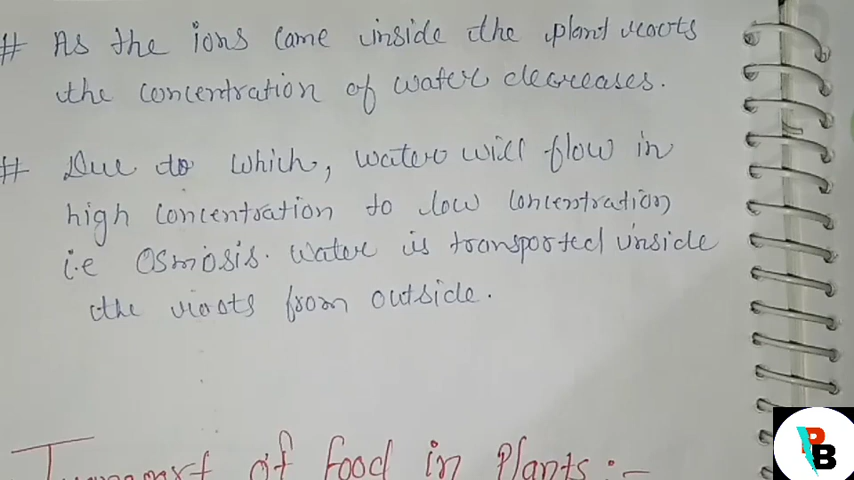 # As the ions came inside the plant roots
the concentration of water decreases.
# Due to which, water will flow in
high concentration to low concentration
i.e Osmosis. Water is transported inside
the roots from outside.
Transport of Food in Plants :-
PB